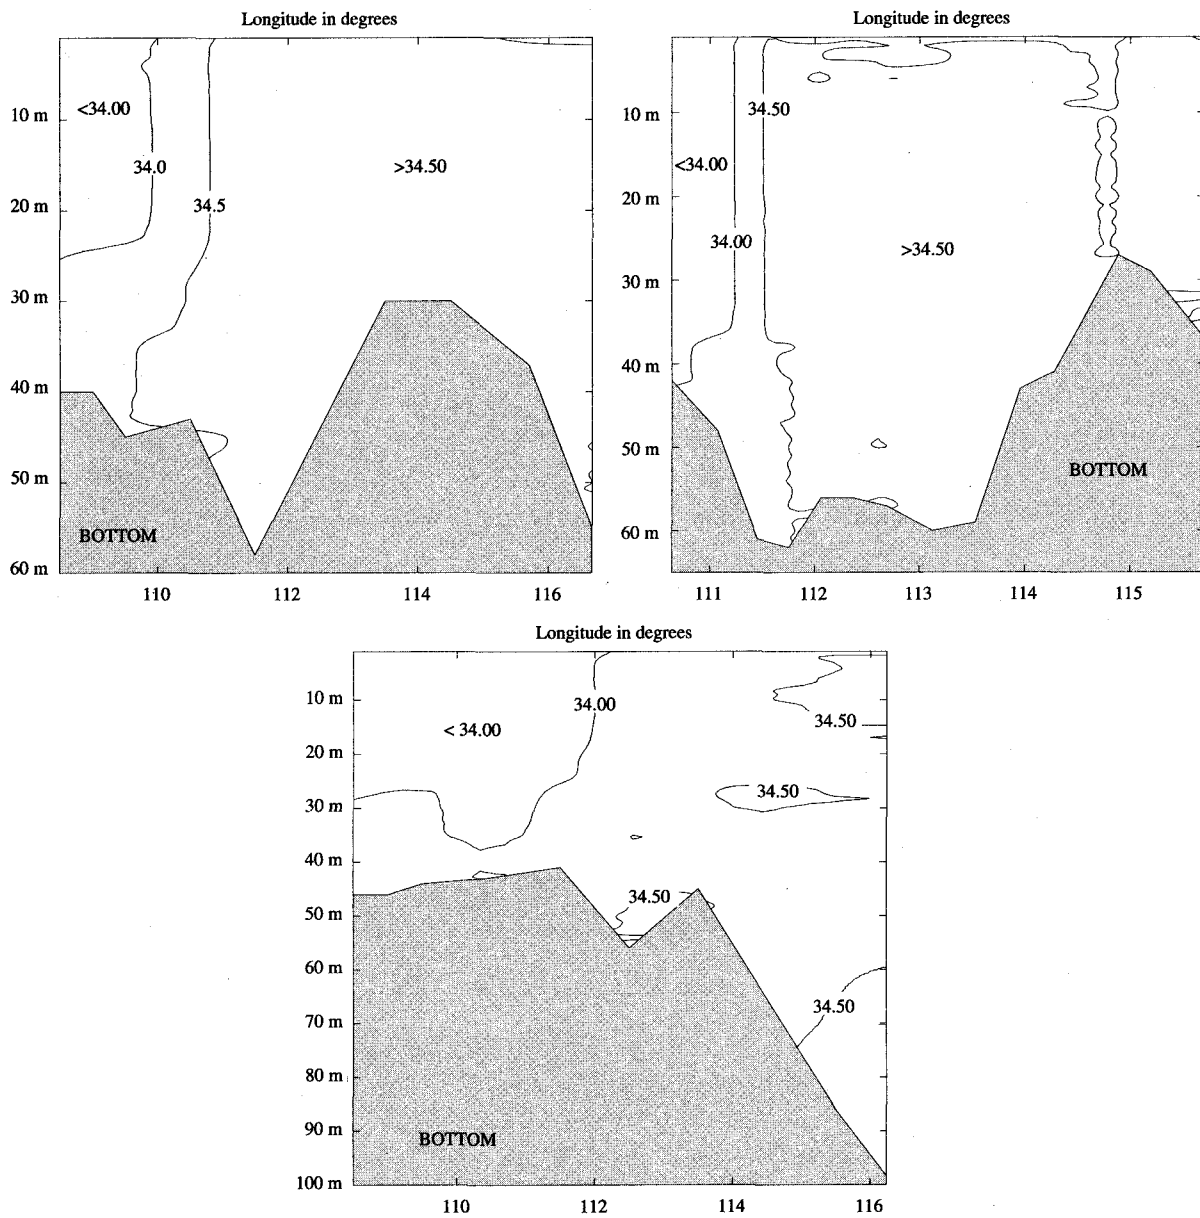 Longitude in degrees
<34.00
10 m
34.0
>34.50
20 m
34.5
30 m
40 m
50 m
BOTTOM
60 m
110 112 114 116
Longitude in degrees
34.50
10 m
<34.00
20 m
34.00
>34.50
30 m
40 m
50 m
BOTTOM
60 m
111 112 113 114 115
Longitude in degrees
10 m
34.00
34.50
< 34.00
20 m
34.50
30 m
40 m
34.50
50 m
60 m
34.50
70 m
80 m
90 m
BOTTOM
100 m
110 112 114 116